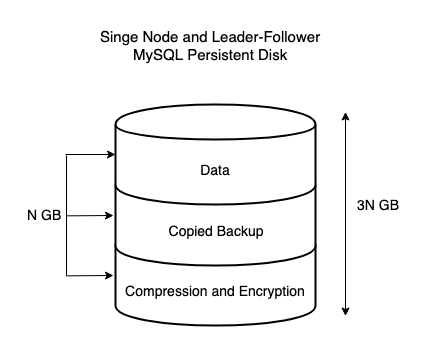 Singe Node and Leader-Follower
MySQL Persistent Disk
Data
N GB
Copied Backup
3N GB
Compression and Encryption